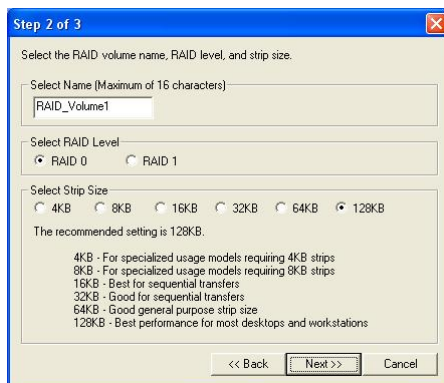 Step 2 of 3
Select the RAID volume name, RAID level, and strip size.
Select Name (Maximum of 16 characters)
RAID_Volume1
Select RAID Level
RAID 0 RAID 1
Select Strip Size
4KB 8KB 16KB 32KB 64KB 128KB
The recommended setting is 128KB.
4KB - For specialized usage models requiring 4KB strips
8KB - For specialized usage models requiring 8KB strips
16KB - Best for sequential transfers
32KB - Good for sequential transfers
64KB - Good general purpose strip size
128KB - Best performance for most desktops and workstations
<< Back Next >> Cancel